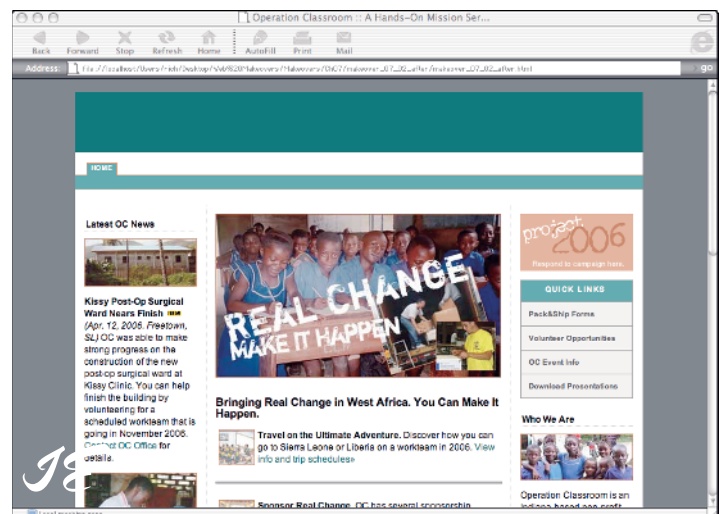 Operation Classroom :: A Hands-On Mission Ser...
Back Forward Stop Refresh Home AutoFill Print Mail
Address: go
HOME
Latest OC News
Kissy Post-Op Surgical
Ward Nears Finish
(Apr. 12, 2006. Freetown,
SL) OC was able to make
strong progress on the
construction of the new
post-op surgical ward at
Kissy Clinic. You can help
finish the building by
volunteering for a
scheduled workteam that is
going in November 2006.
Contact OC Office for
details.
REAL CHANGE
MAKE IT HAPPEN
Bringing Real Change in West Africa. You Can Make It
Happen.
Travel on the Ultimate Adventure. Discover how you can
go to Sierra Leone or Liberia on a workteam in 2006. View
info and trip schedules»
Sponsor Real Change. OC has several sponsorship
project
2006
Respond to campaign here.
QUICK LINKS
Pack&Ship Forms
Volunteer Opportunities
OC Event Info
Download Presentations
Who We Are
Operation Classroom is an
Indiana based non-profit